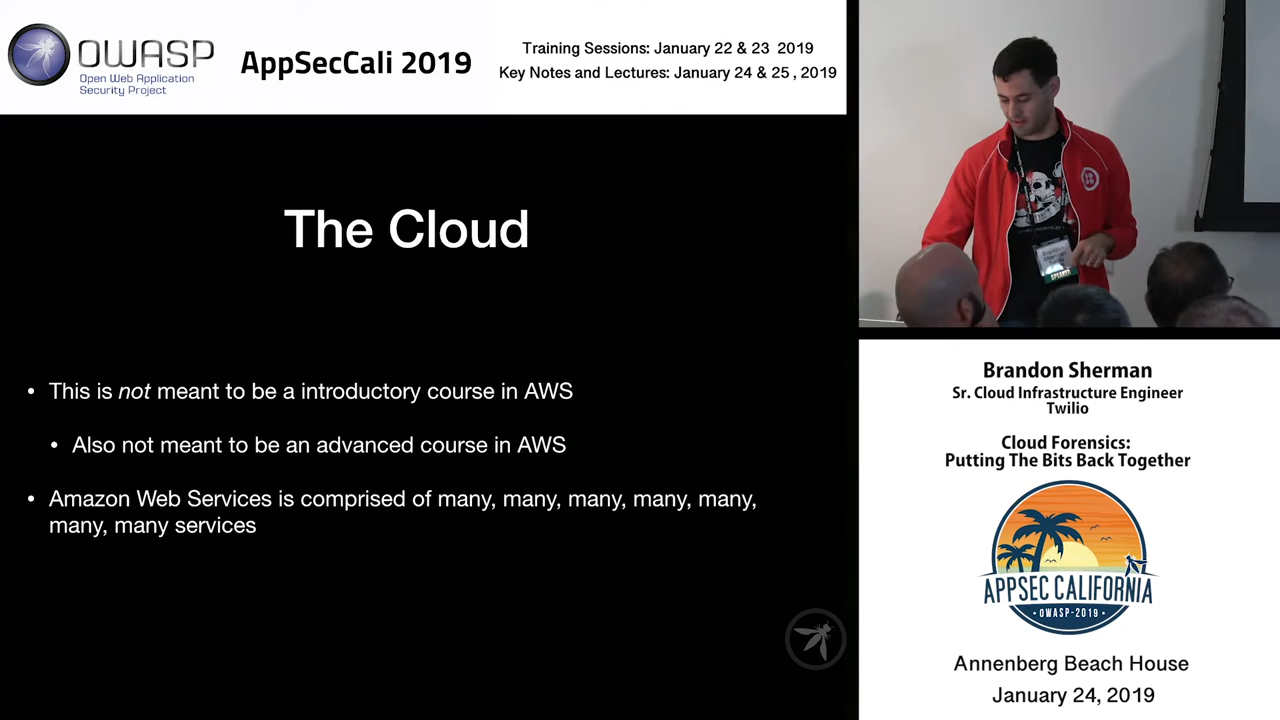 OWASP
Open Web Application
Security Project
AppSecCali 2019
Training Sessions: January 22 & 23 2019
Key Notes and Lectures: January 24 & 25 , 2019
The Cloud
• This is not meant to be a introductory course in AWS
• Also not meant to be an advanced course in AWS
• Amazon Web Services is comprised of many, many, many, many, many,
many, many services
SPEAKER
Brandon Sherman
Sr. Cloud Infrastructure Engineer
Twilio
Cloud Forensics:
Putting The Bits Back Together
APPSEC CALIFORNIA
• OWASP-2019 •
Annenberg Beach House
January 24, 2019